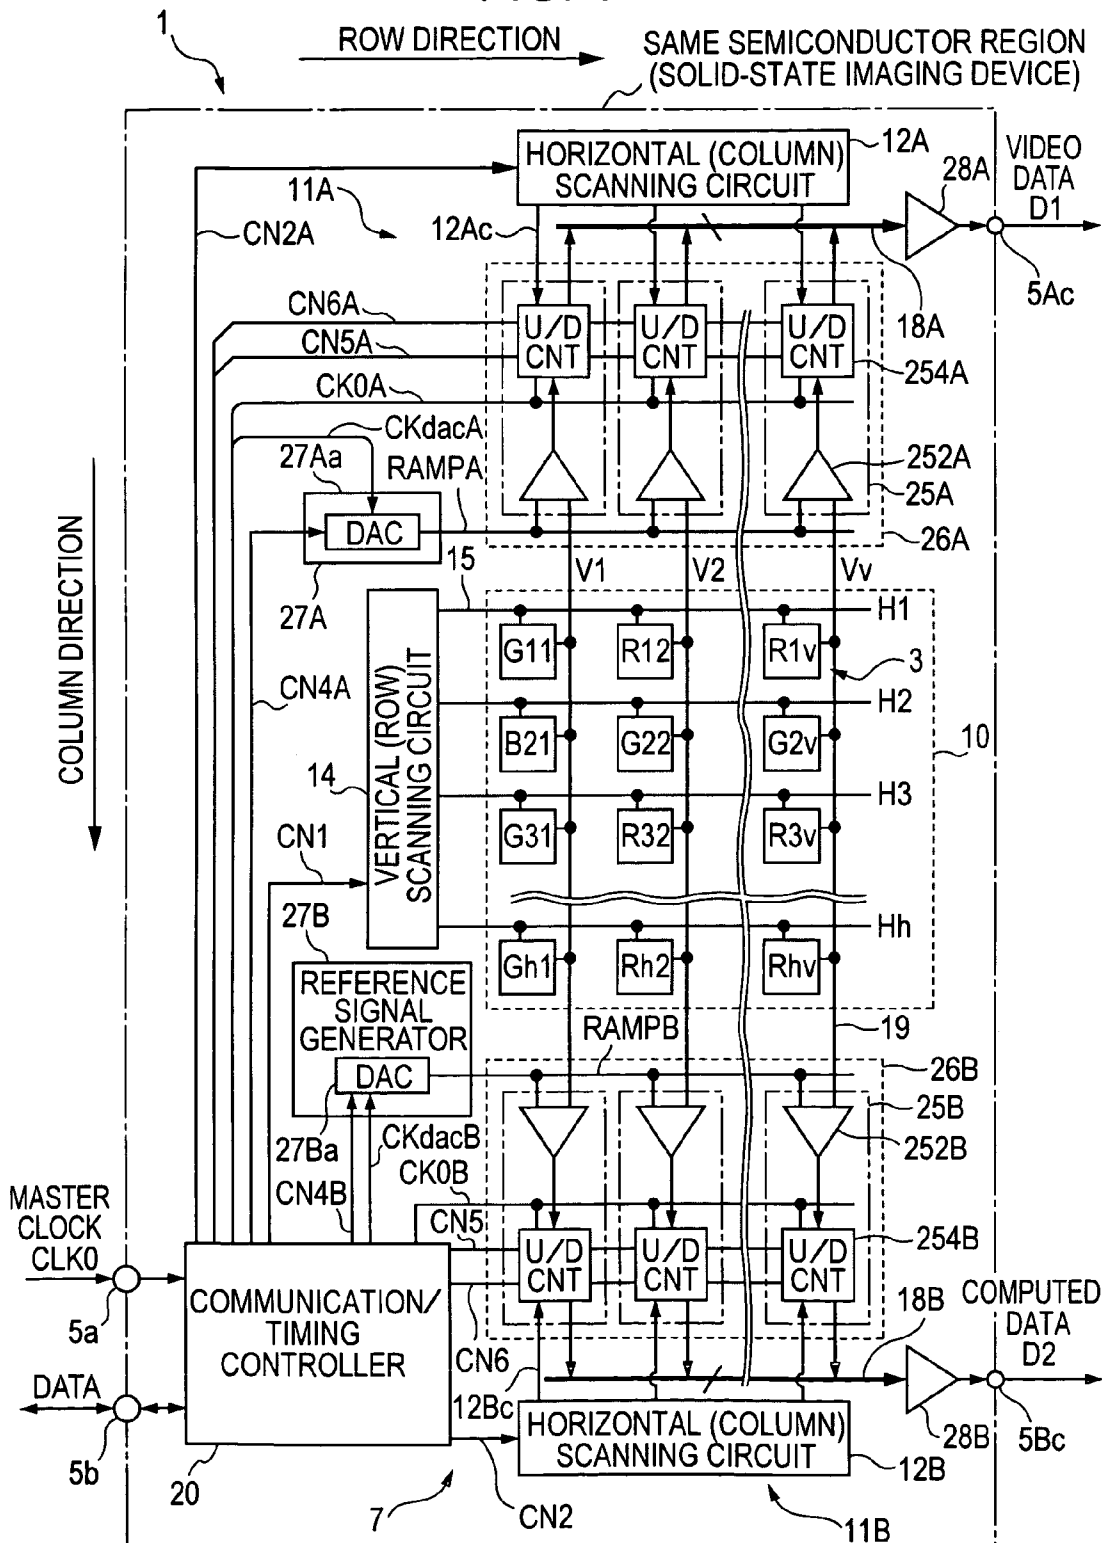 1
ROW DIRECTION
SAME SEMICONDUCTOR REGION
(SOLID-STATE IMAGING DEVICE)
12A
HORIZONTAL (COLUMN)
SCANNING CIRCUIT
VIDEO
DATA
D1
28A
11A
CN2A
12Ac
5Ac
18A
CN6A
CN5A
CK0A
CKdacA
27Aa
RAMPA
U/D
CNT
U/D
CNT
U/D
CNT
254A
252A
25A
DAC
26A
27A
15
V1
V2
Vv
COLUMN DIRECTION
H1
G11
R12
R1v
3
CN4A
H2
B21
G22
G2v
10
14
VERTICAL (ROW)
SCANNING CIRCUIT
H3
G31
R32
R3v
CN1
27B
Hh
Gh1
Rh2
Rhv
REFERENCE
SIGNAL
GENERATOR
DAC
RAMPB
19
26B
25B
27Ba
CKdacB
252B
CN4B
CK0B
CN5
MASTER
CLOCK
CLK0
U/D
CNT
U/D
CNT
U/D
CNT
254B
5a
COMMUNICATION/
TIMING
CONTROLLER
CN6
18B
COMPUTED
DATA
D2
DATA
12Bc
HORIZONTAL (COLUMN)
SCANNING CIRCUIT
28B
5Bc
5b
20
7
CN2
12B
11B